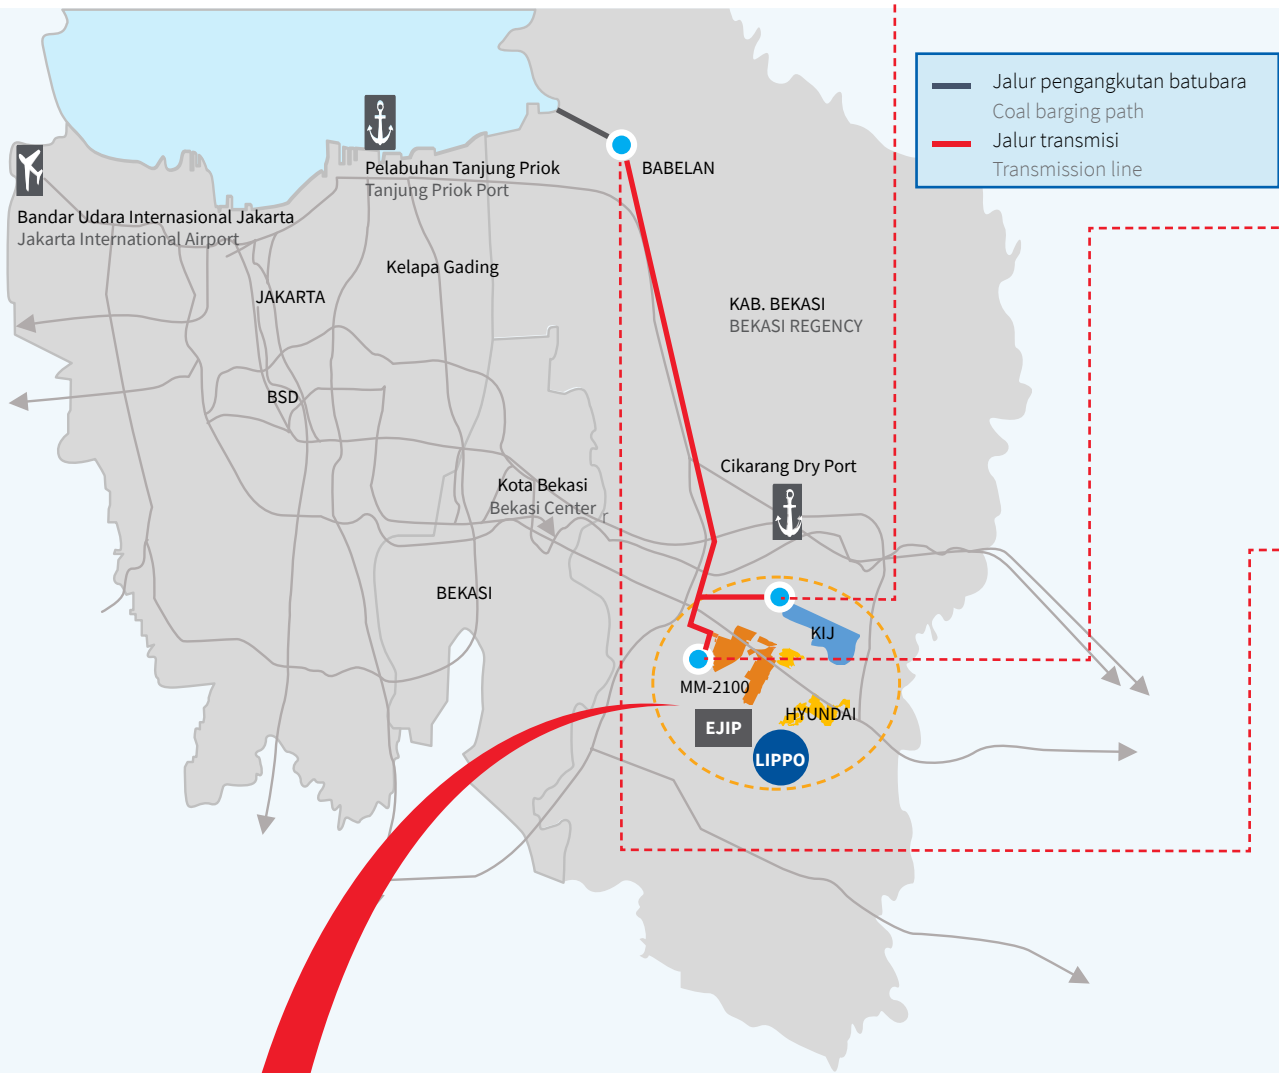 Jalur pengangkutan batubara
Coal barging path
Jalur transmisi
Transmission line
Pelabuhan Tanjung Priok
Tanjung Priok Port
BABELAN
Bandar Udara Internasional Jakarta
Jakarta International Airport
Kelapa Gading
JAKARTA
KAB. BEKASI
BEKASI REGENCY
BSD
Cikarang Dry Port
Kota Bekasi
Bekasi Center
r
BEKASI
KIJ
MM-2100
HYUNDAI
EJIP
LIPPO